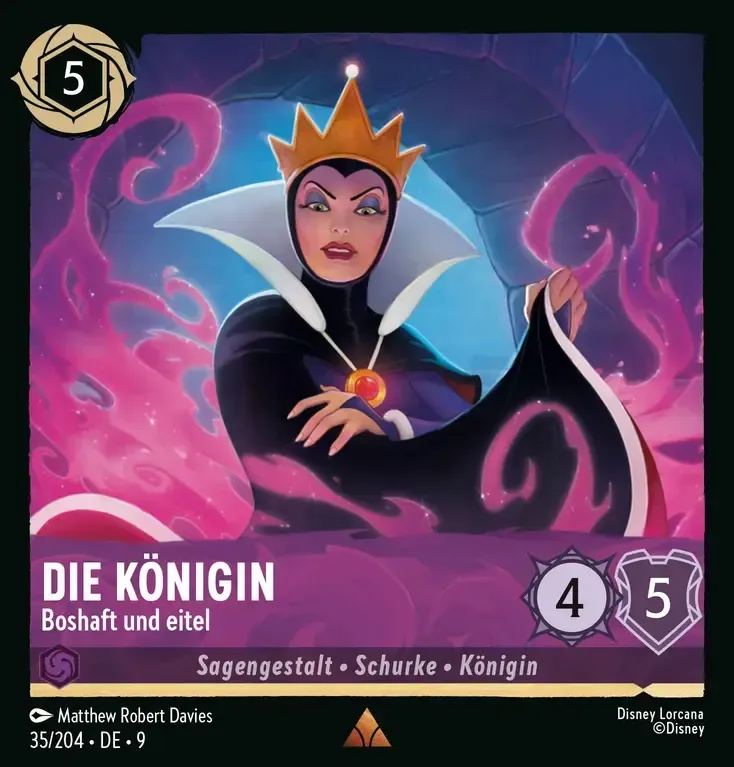 5
DIE KÖNIGIN
Boshaft und eitel
4
5
Sagengestalt • Schurke • Königin
Matthew Robert Davies
35/204 • DE • 9
Disney Lorcana
©Disney